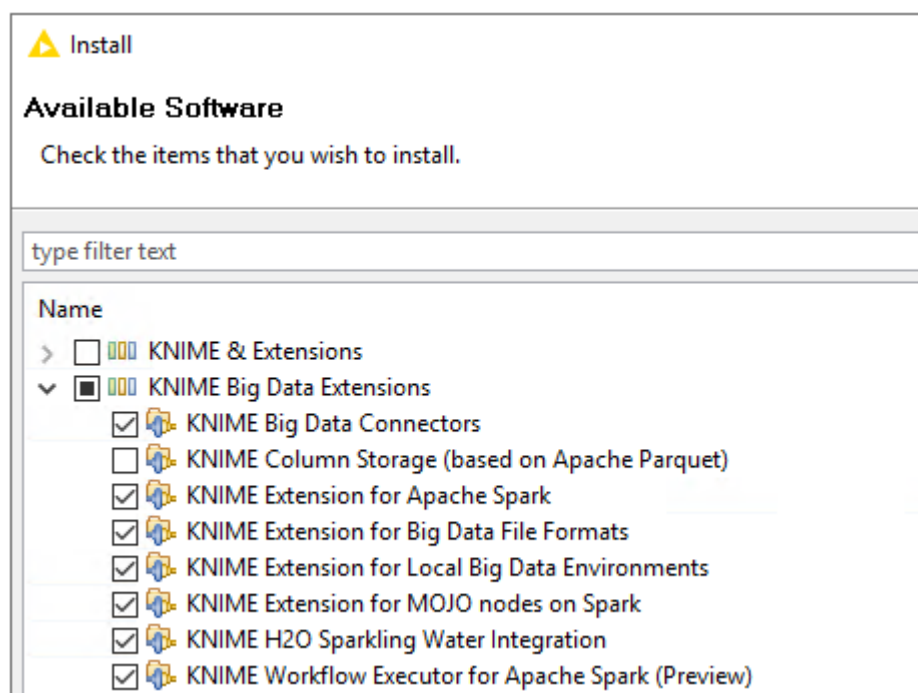 Install
Available Software
Check the items that you wish to install.
type filter text
Name
KNIME & Extensions
KNIME Big Data Extensions
KNIME Big Data Connectors
KNIME Column Storage (based on Apache Parquet)
KNIME Extension for Apache Spark
KNIME Extension for Big Data File Formats
KNIME Extension for Local Big Data Environments
KNIME Extension for MOJO nodes on Spark
KNIME H2O Sparkling Water Integration
KNIME Workflow Executor for Apache Spark (Preview)